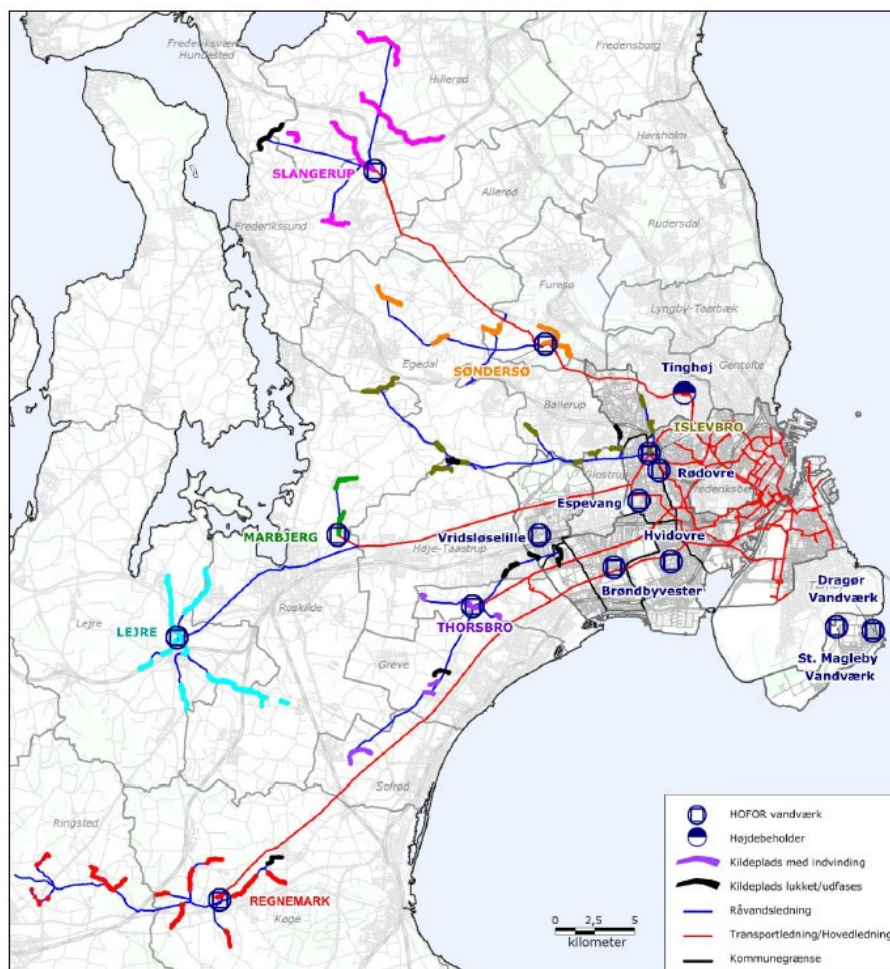 Frederiksværk-
Hundested
Fredensborg
Hillerød
Hørsholm
SLANGERUP
Allerød
Frederikssund
Rudersdal
Furesø
Lyngby-Taarbæk
Egedal
SØNDERSØ
Tinghøj
Gentofte
Ballerup
ISLEVBRO
Glostrup
Rødovre
Frederiksberg
Espevang
MARBJERG
Vridsløselille
Hvidovre
Høje-Taastrup
Brøndbyvester
Dragør
Vandværk
Roskilde
Lejre
LEJRE
THORSBRO
St. Magleby
Vandværk
Greve
Solrød
Ringsted
REGNEMARK
Køge
0 2,5 5
kilometer
HOFOR vandværk
Højdebeholder
Kildeplads med indvinding
Kildeplads lukket/udfases
Råvandsledning
Transportledning/Hovedledning
Kommunegrænse